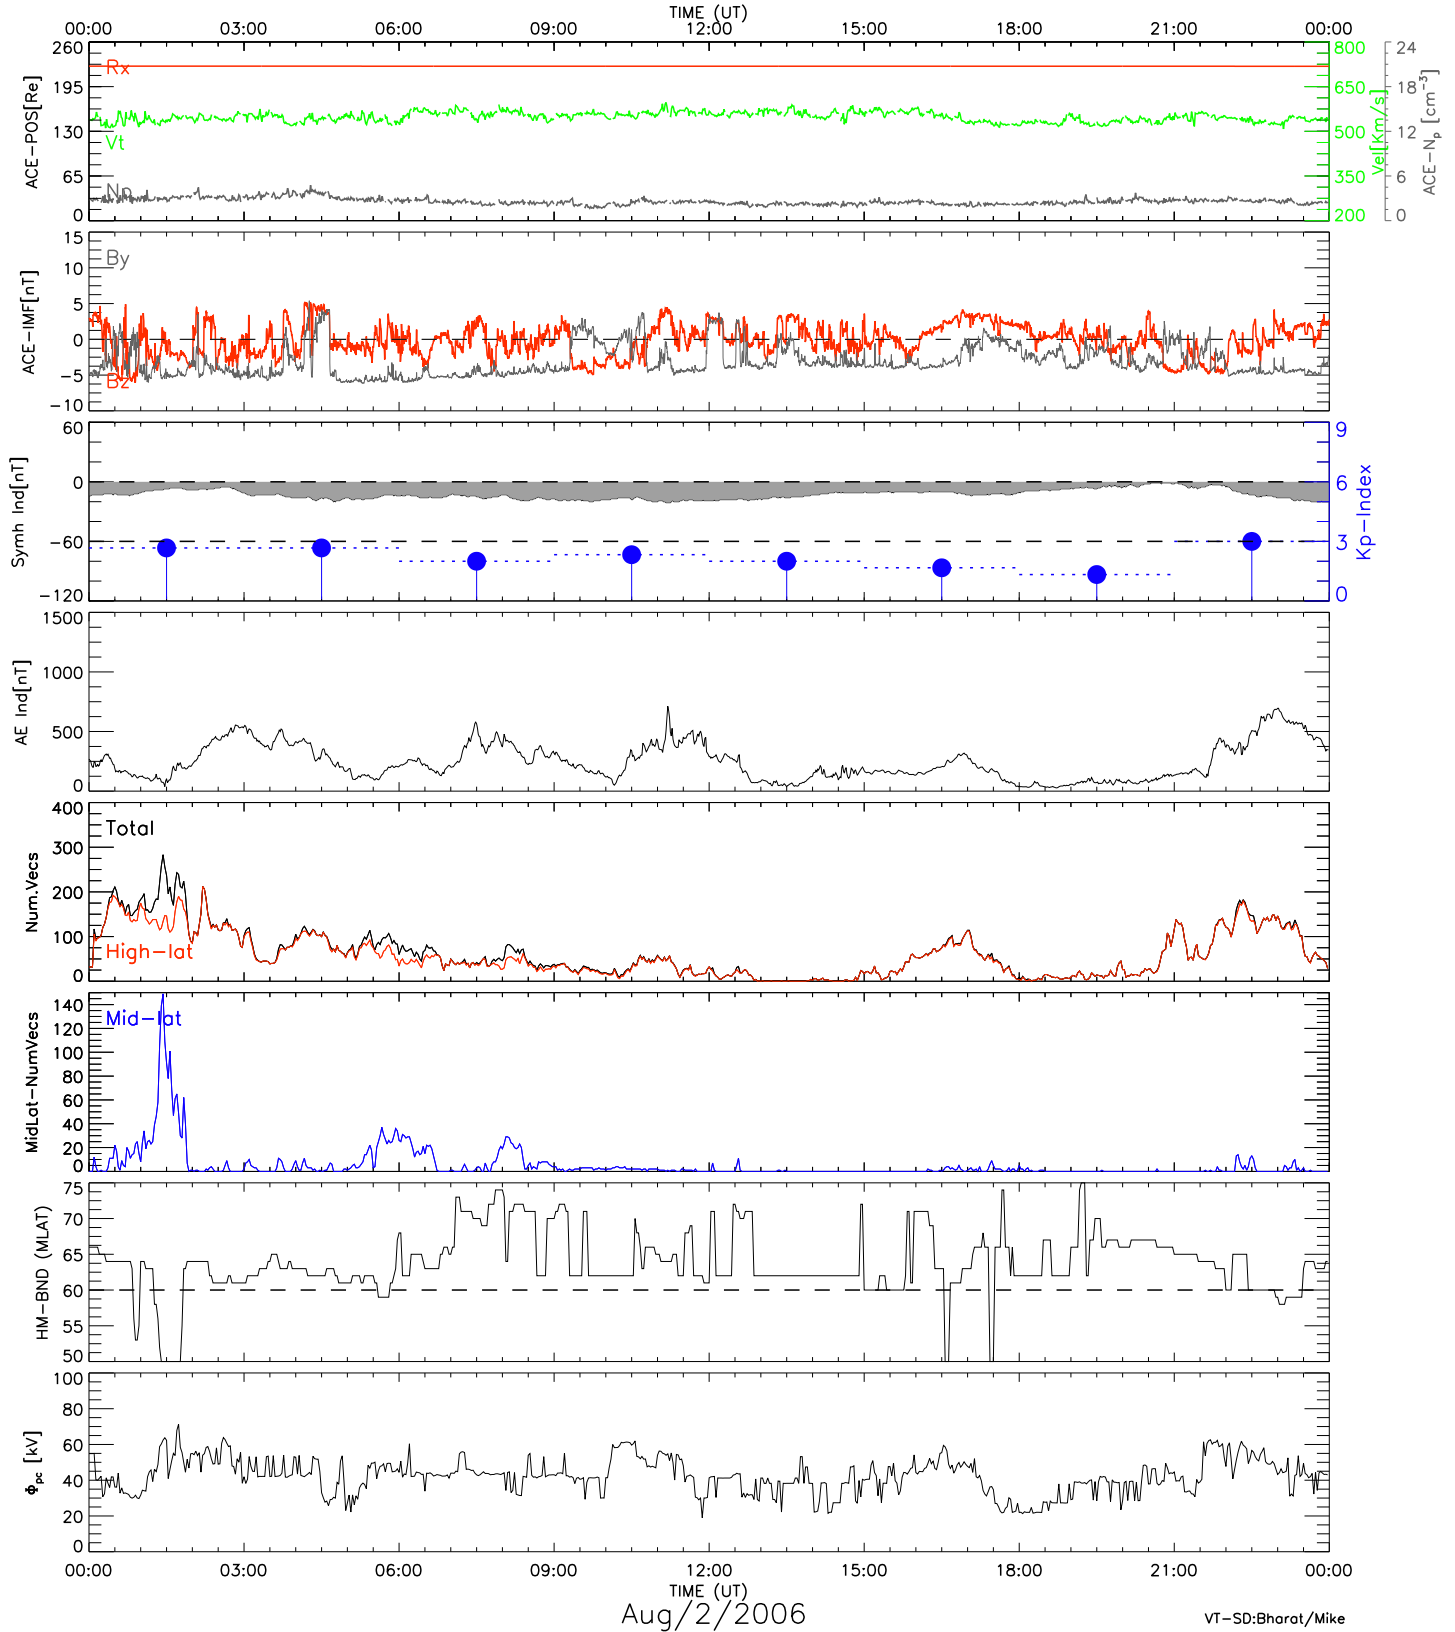 TIME (UT)
00:00 03:00 06:00 09:00 12:00 15:00 18:00 21:00 00:00
ACE-POS[Re]
260
195
130
65
0
Rx
Vt
Np
800
650
500
350
200
Vel[Km/s]
24
18
12
6
0
ACE-Np [cm-3]
ACE-IMF[nT]
15
10
5
0
-5
-10
By
Bz
Symh Ind[nT]
60
0
-60
-120
9
6
3
0
Kp-Index
AE Ind[nT]
1500
1000
500
0
Num.Vecs
400
300
200
100
0
Total
High-lat
MidLat-NumVecs
140
120
100
80
60
40
20
0
Mid-lat
HM-BND (MLAT)
75
70
65
60
55
50
Φpc [kV]
100
80
60
40
20
0
00:00 03:00 06:00 09:00 12:00 15:00 18:00 21:00 00:00
TIME (UT)
Aug/2/2006
VT-SD:Bharat/Mike